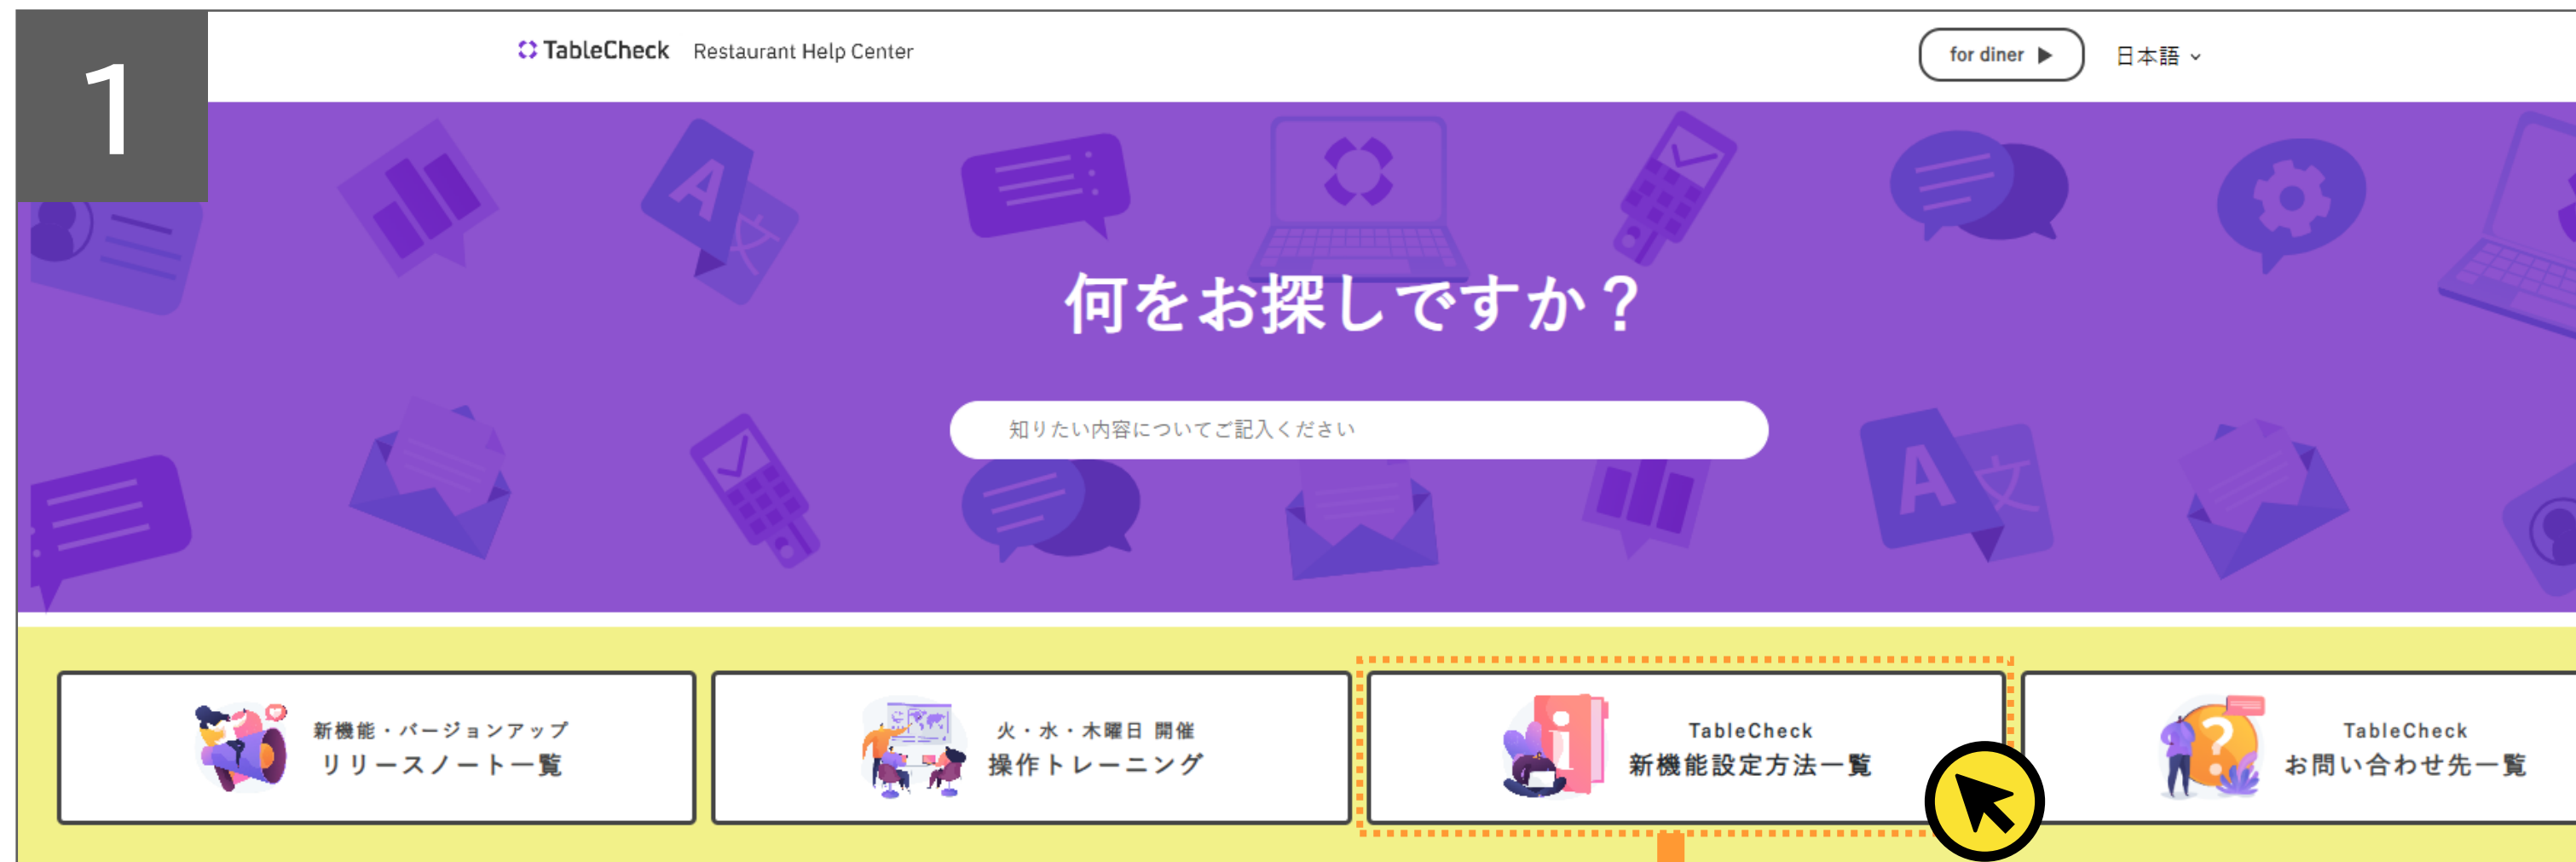 1
TableCheck Restaurant Help Center
for diner ▶
日本語
何をお探しですか？
知りたい内容についてご記入ください
新機能・バージョンアップ
リリースノート一覧
火・水・木曜日 開催
操作トレーニング
TableCheck
新機能設定方法一覧
TableCheck
お問い合わせ先一覧